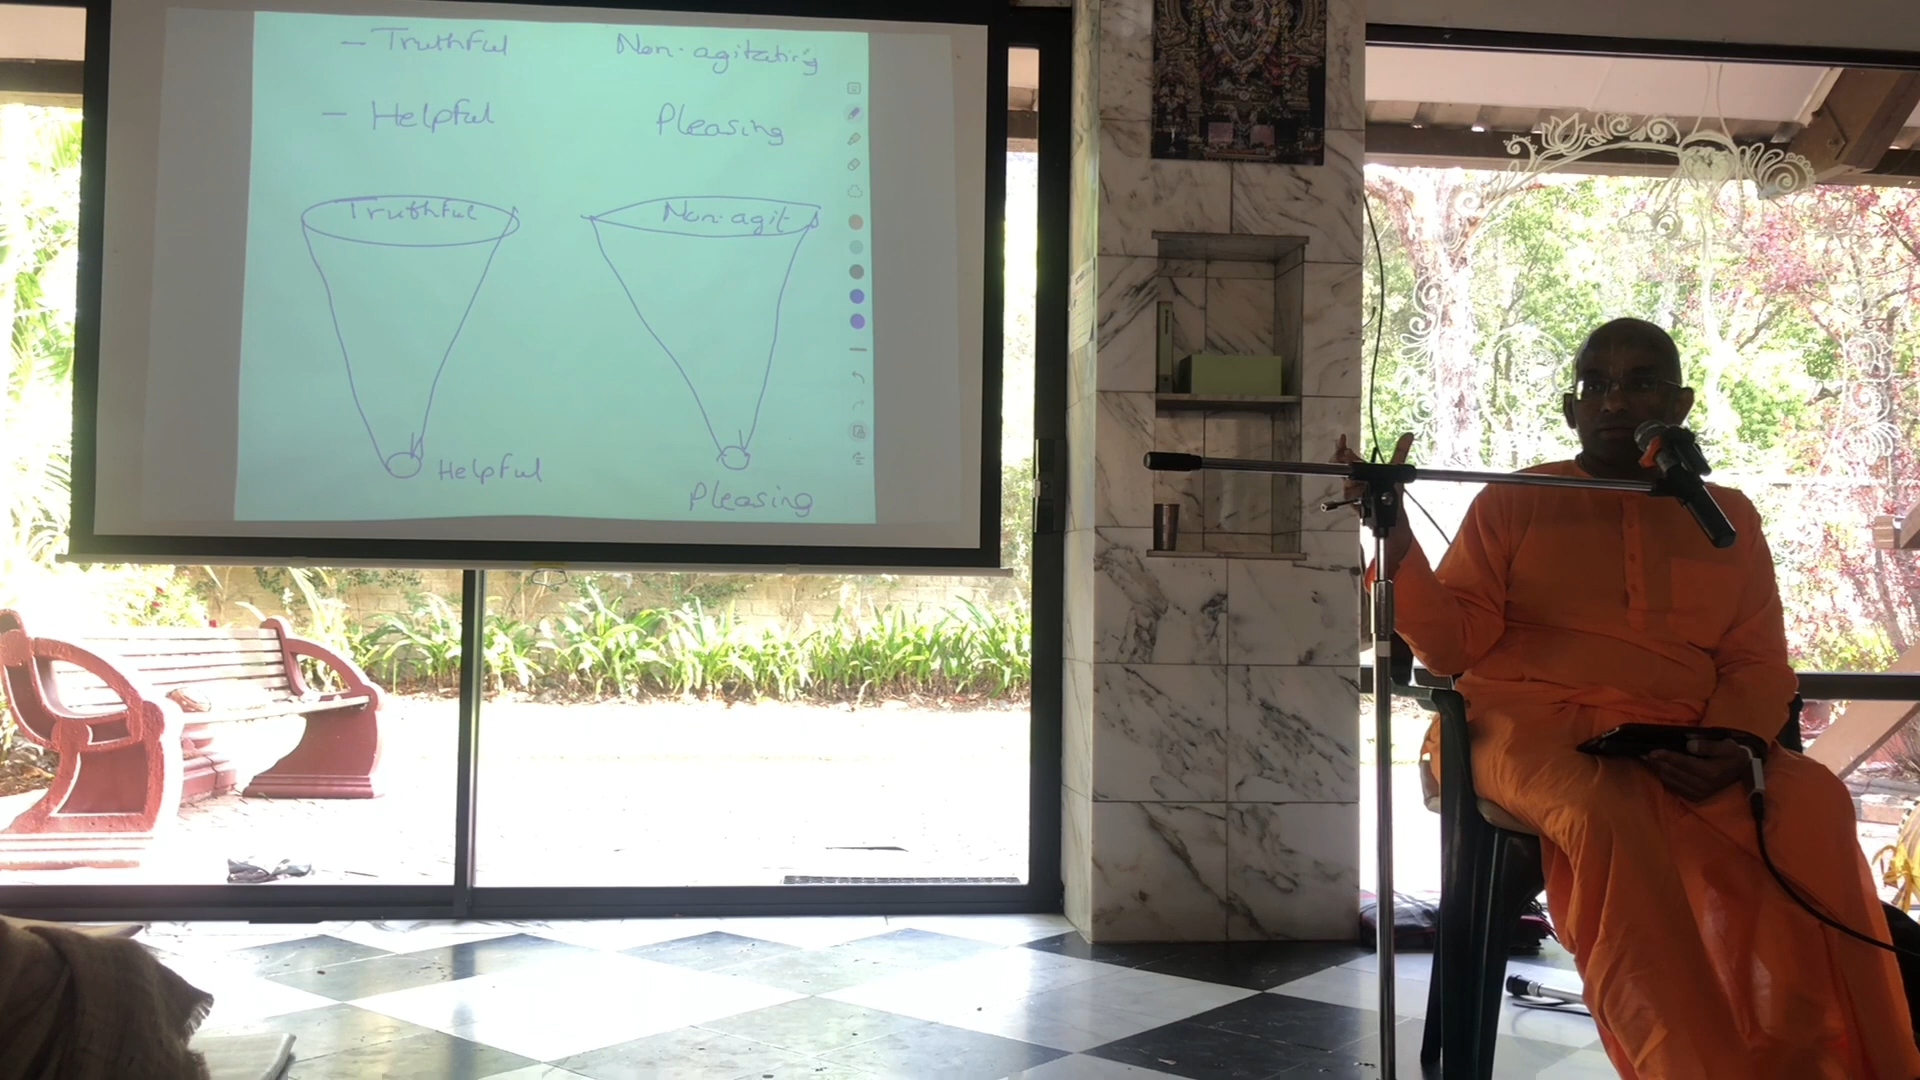 - Truthful Non-agitating
- Helpful Pleasing
Truthful Non-agit
Helpful
Pleasing